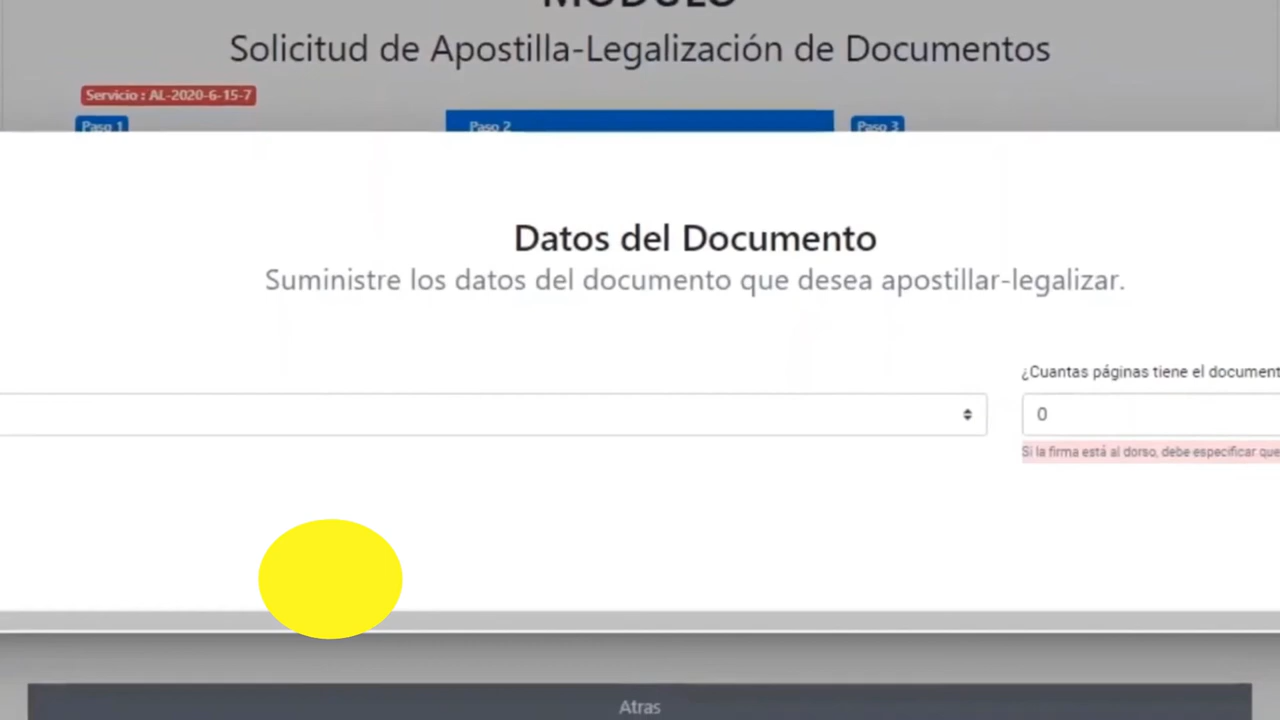 MÓDULO
Solicitud de Apostilla-Legalización de Documentos
Servicio : AL-2020-6-15-7
Paso 1
Paso 2
Paso 3
Datos del Documento
Suministre los datos del documento que desea apostillar-legalizar.
¿Cuantas páginas tiene el document
0
Si la firma está al dorso, debe especificar que
Atras